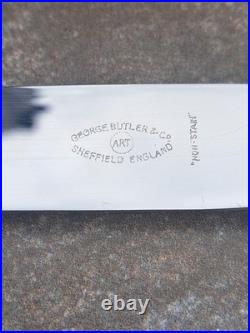 GEORGE BUTLER & Co
ART
SHEFFIELD ENGLAND
"NON-STAIN"